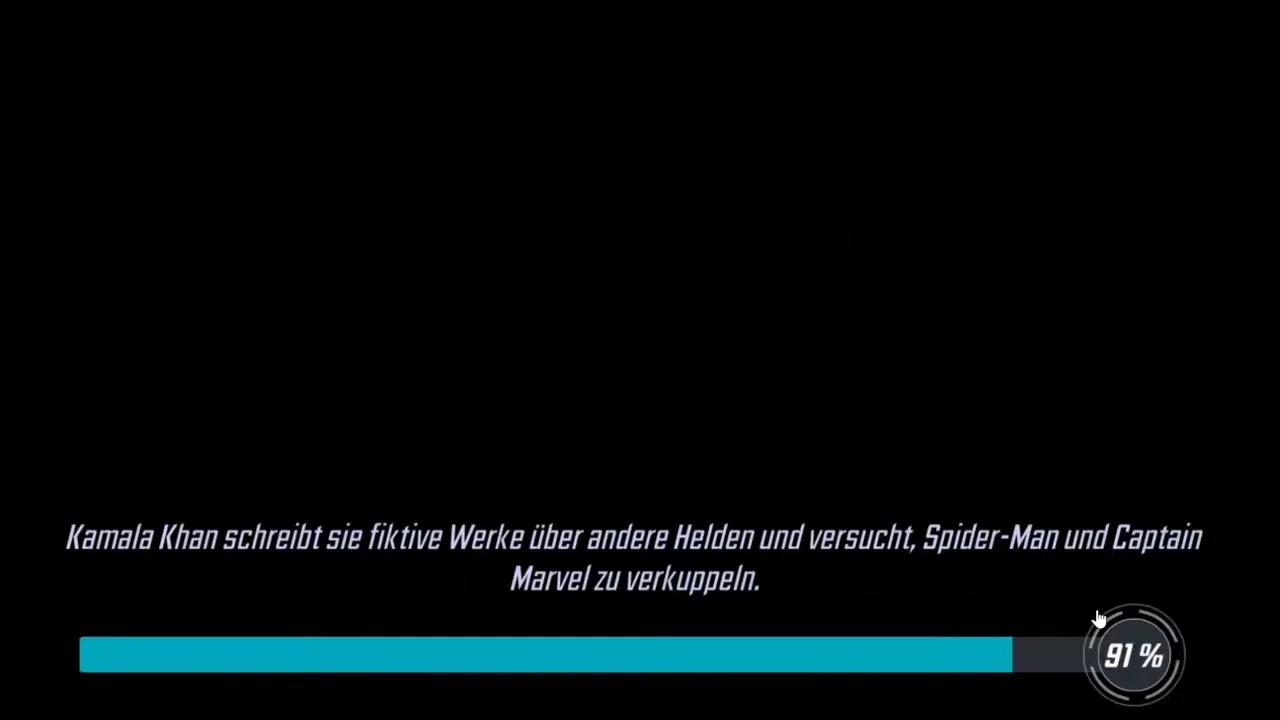 Kamala Khan schreibt sie fiktive Werke über andere Helden und versucht, Spider-Man und Captain
Marvel zu verkuppeln.
91 %